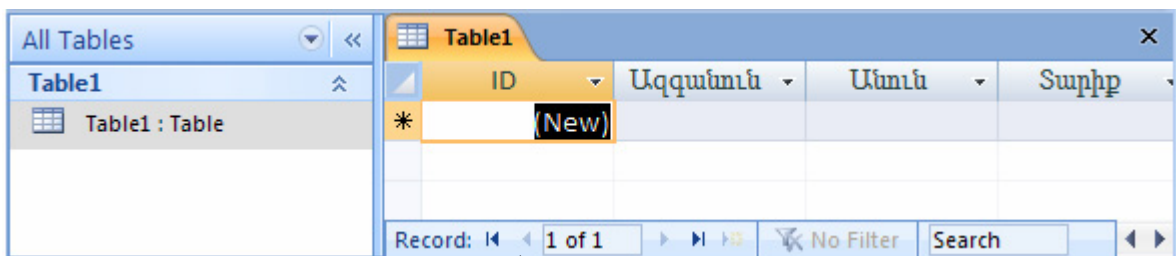 All Tables
Table1
Table1 : Table
Table1
ID Ազգանուն Անուն Տարիք
(New)
Record: 1 of 1 No Filter Search